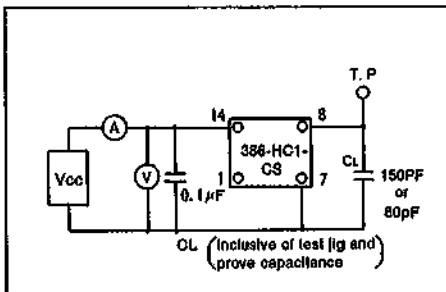 T. P
A
14
8
386-HC1-
CS
Vcc
V
1
7
CL
150PF
or
80pF
0.1μF
CL (Inclusive of test jig and
prove capacitance)